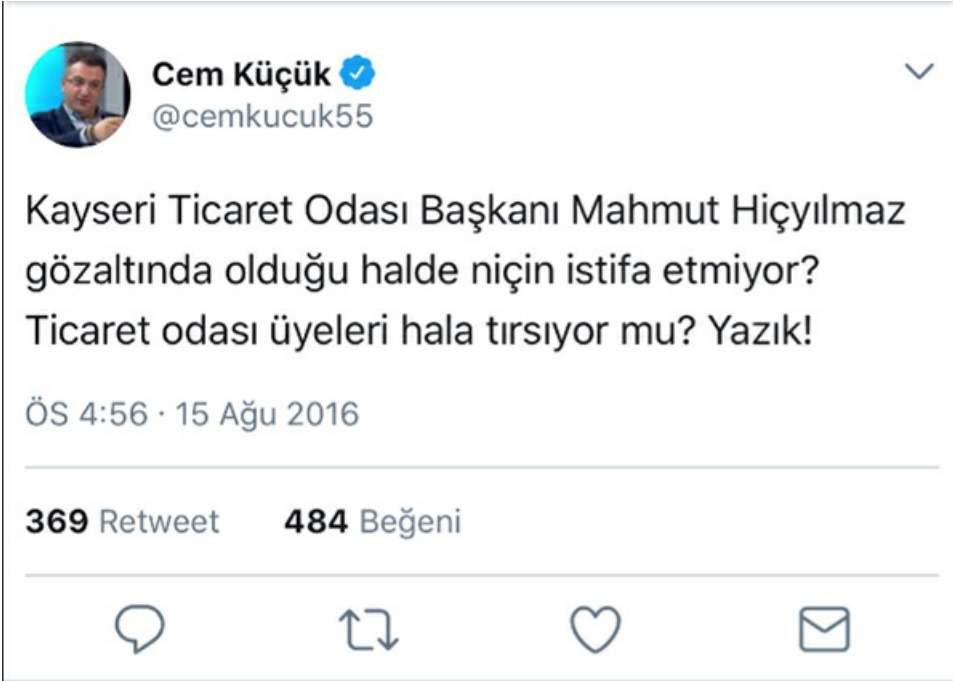 Cem Küçük
@cemkucuk55
Kayseri Ticaret Odası Başkanı Mahmut Hiçyılmaz
gözaltında olduğu halde niçin istifa etmiyor?
Ticaret odası üyeleri hala tırsıyor mu? Yazık!
ÖS 4:56 · 15 Ağu 2016
369 Retweet 484 Beğeni